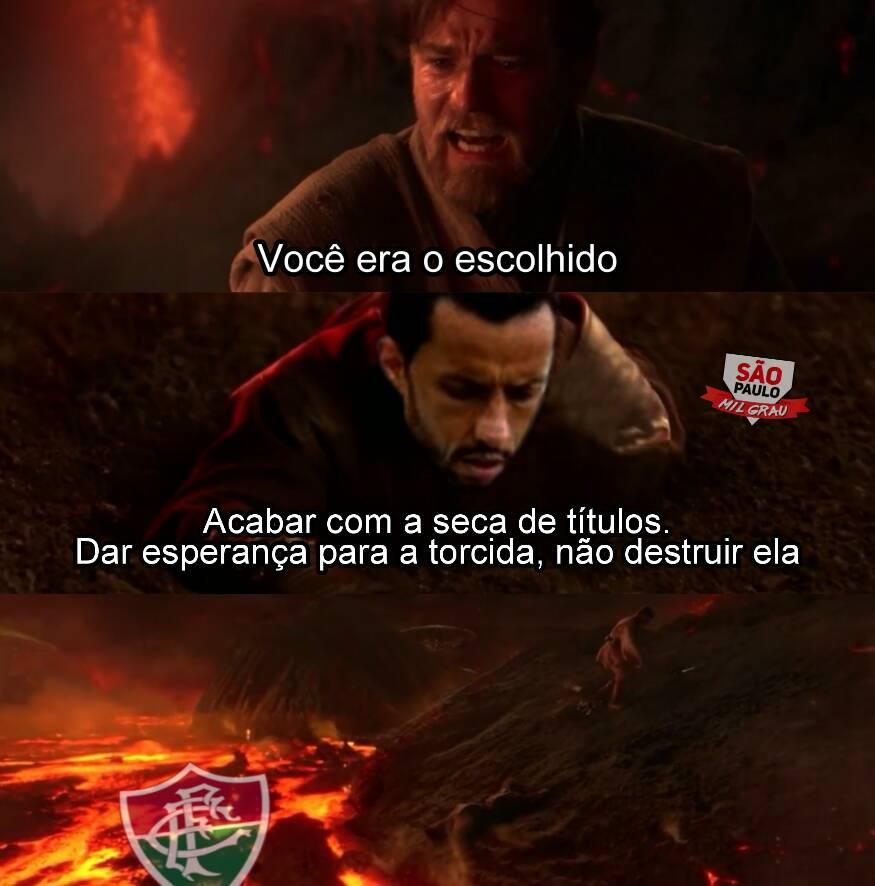 Você era o escolhido
SÃO
PAULO
MIL GRAU
Acabar com a seca de títulos.
Dar esperança para a torcida, não destruir ela
FFC